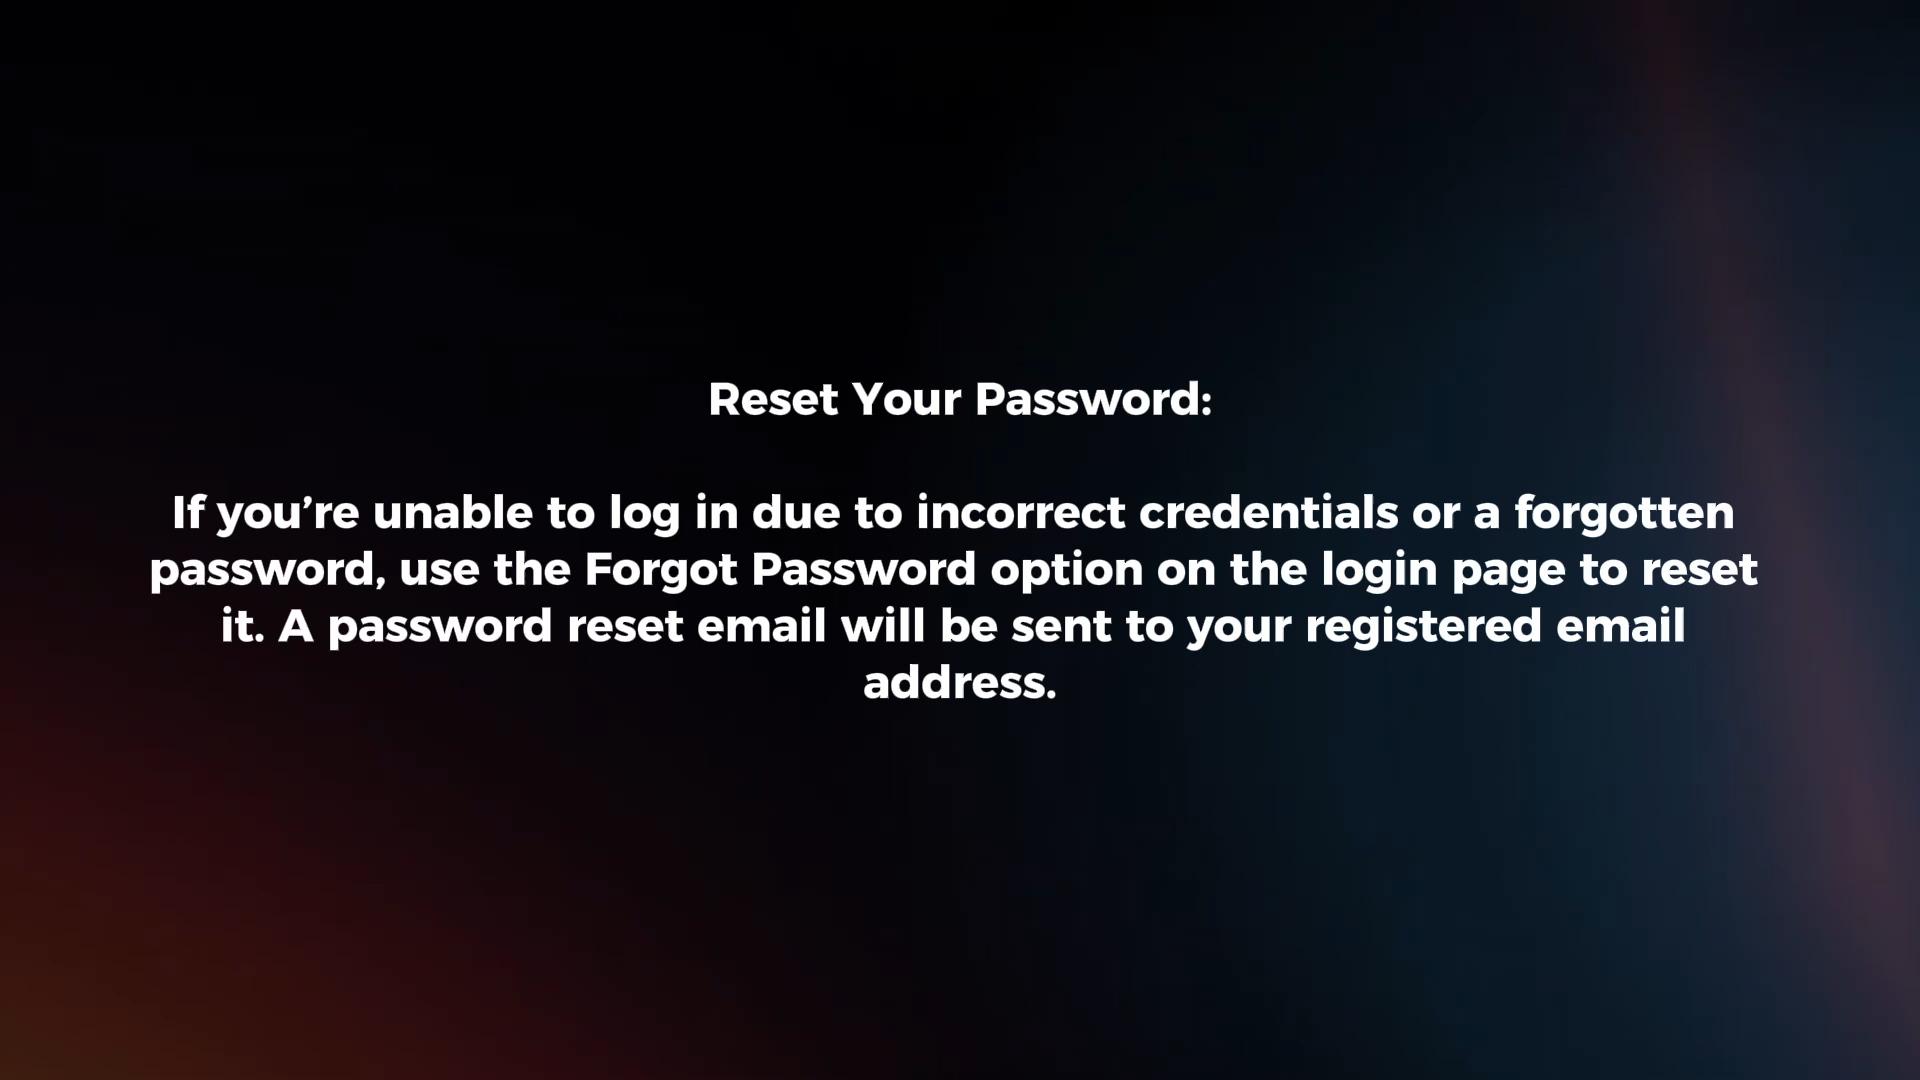 Reset Your Password:
If you’re unable to log in due to incorrect credentials or a forgotten
password, use the Forgot Password option on the login page to reset
it. A password reset email will be sent to your registered email
address.